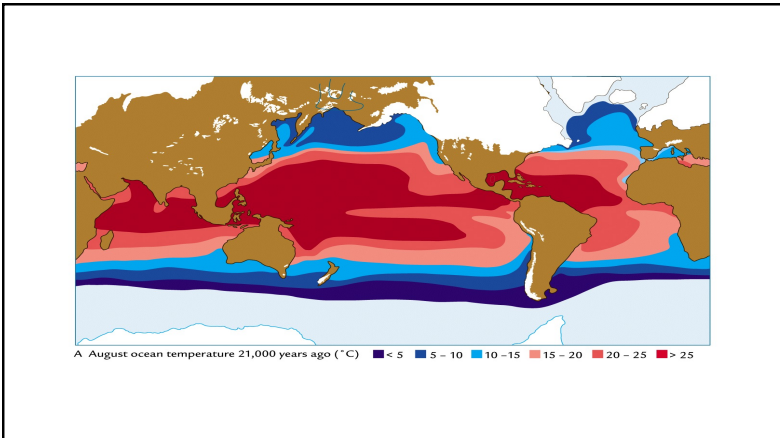 A August ocean temperature 21,000 years ago (˚C) < 5 5 – 10 10 –15 15 – 20 20 – 25 > 25